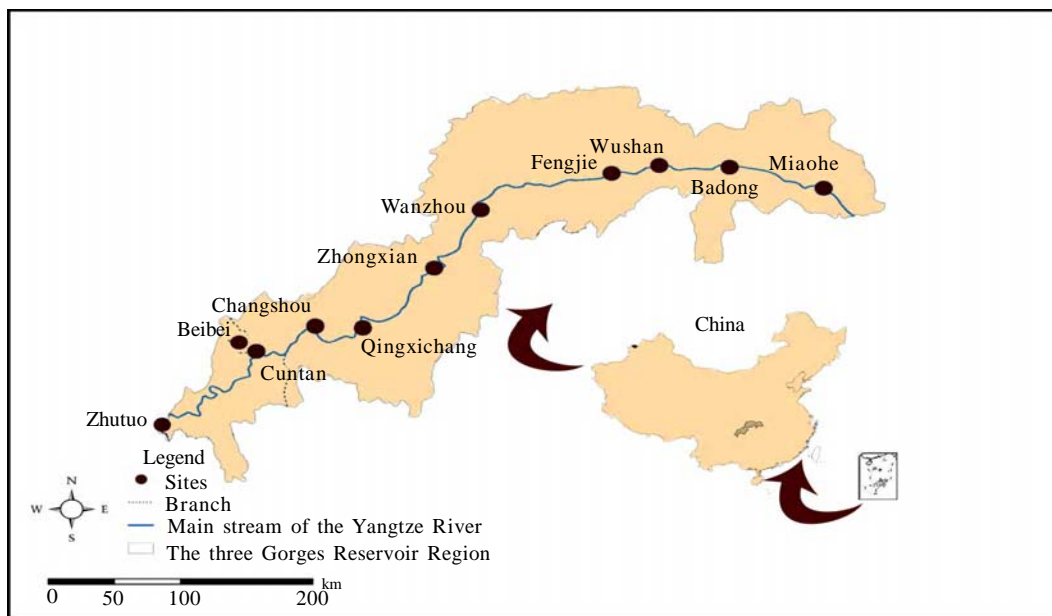 Wushan
Fengjie
Miaohe
Badong
Wanzhou
Zhongxian
Changshou
China
Beibei
Qingxichang
Cuntan
Zhutuo
Legend
Sites
N
Branch
W E
Main stream of the Yangtze River
S
The three Gorges Reservoir Region
km
0 50 100 200